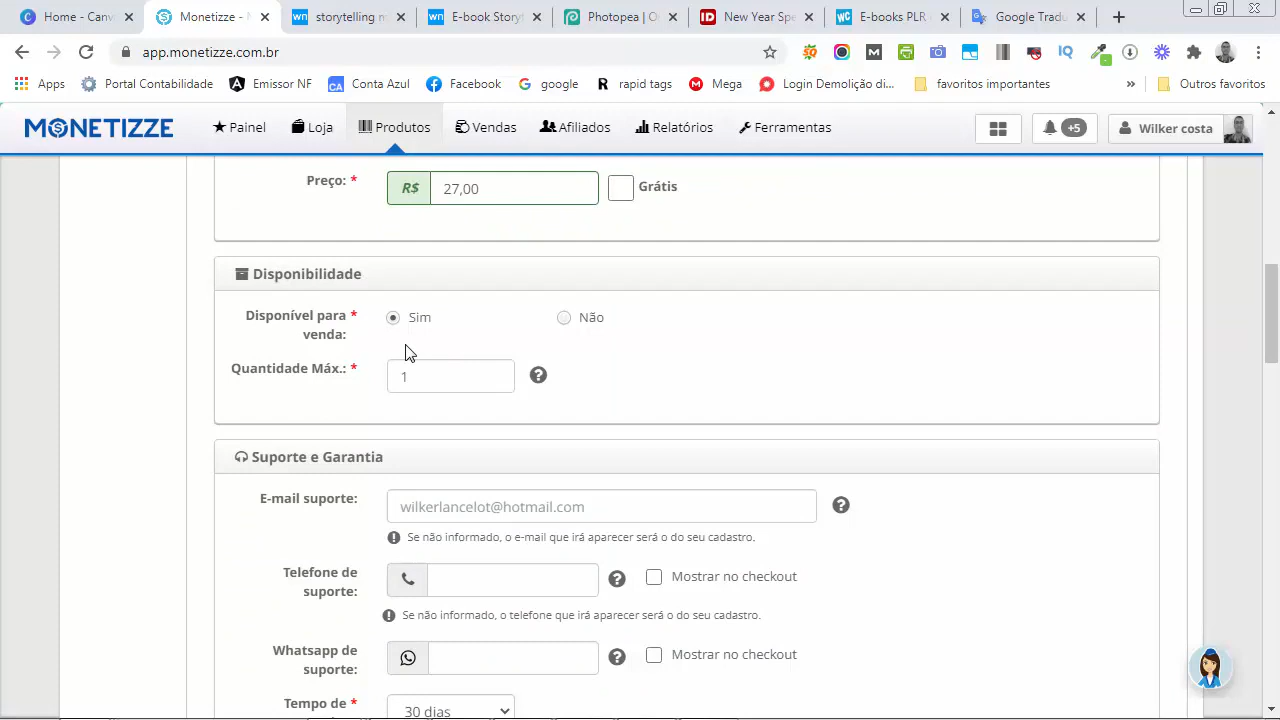 Home - Canv
Monetizze -
storytelling m
E-book Story
Photopea | O
New Year Spe
E-books PLR
Google Tradu
app.monetizze.com.br
Apps
Portal Contabilidade
Emissor NF
Conta Azul
Facebook
google
rapid tags
Mega
Login Demolição di...
favoritos importantes
»
Outros favoritos
MONETIZZE
Painel
Loja
Produtos
Vendas
Afiliados
Relatórios
Ferramentas
+5
Wilker costa
Preço: *
R$
27,00
Grátis
Disponibilidade
Disponível para *
venda:
Sim
Não
Quantidade Máx.: *
1
Suporte e Garantia
E-mail suporte:
wilkerlancelot@hotmail.com
Se não informado, o e-mail que irá aparecer será o do seu cadastro.
Telefone de
suporte:
Mostrar no checkout
Se não informado, o telefone que irá aparecer será o do seu cadastro.
Whatsapp de
suporte:
Mostrar no checkout
Tempo de *
30 dias